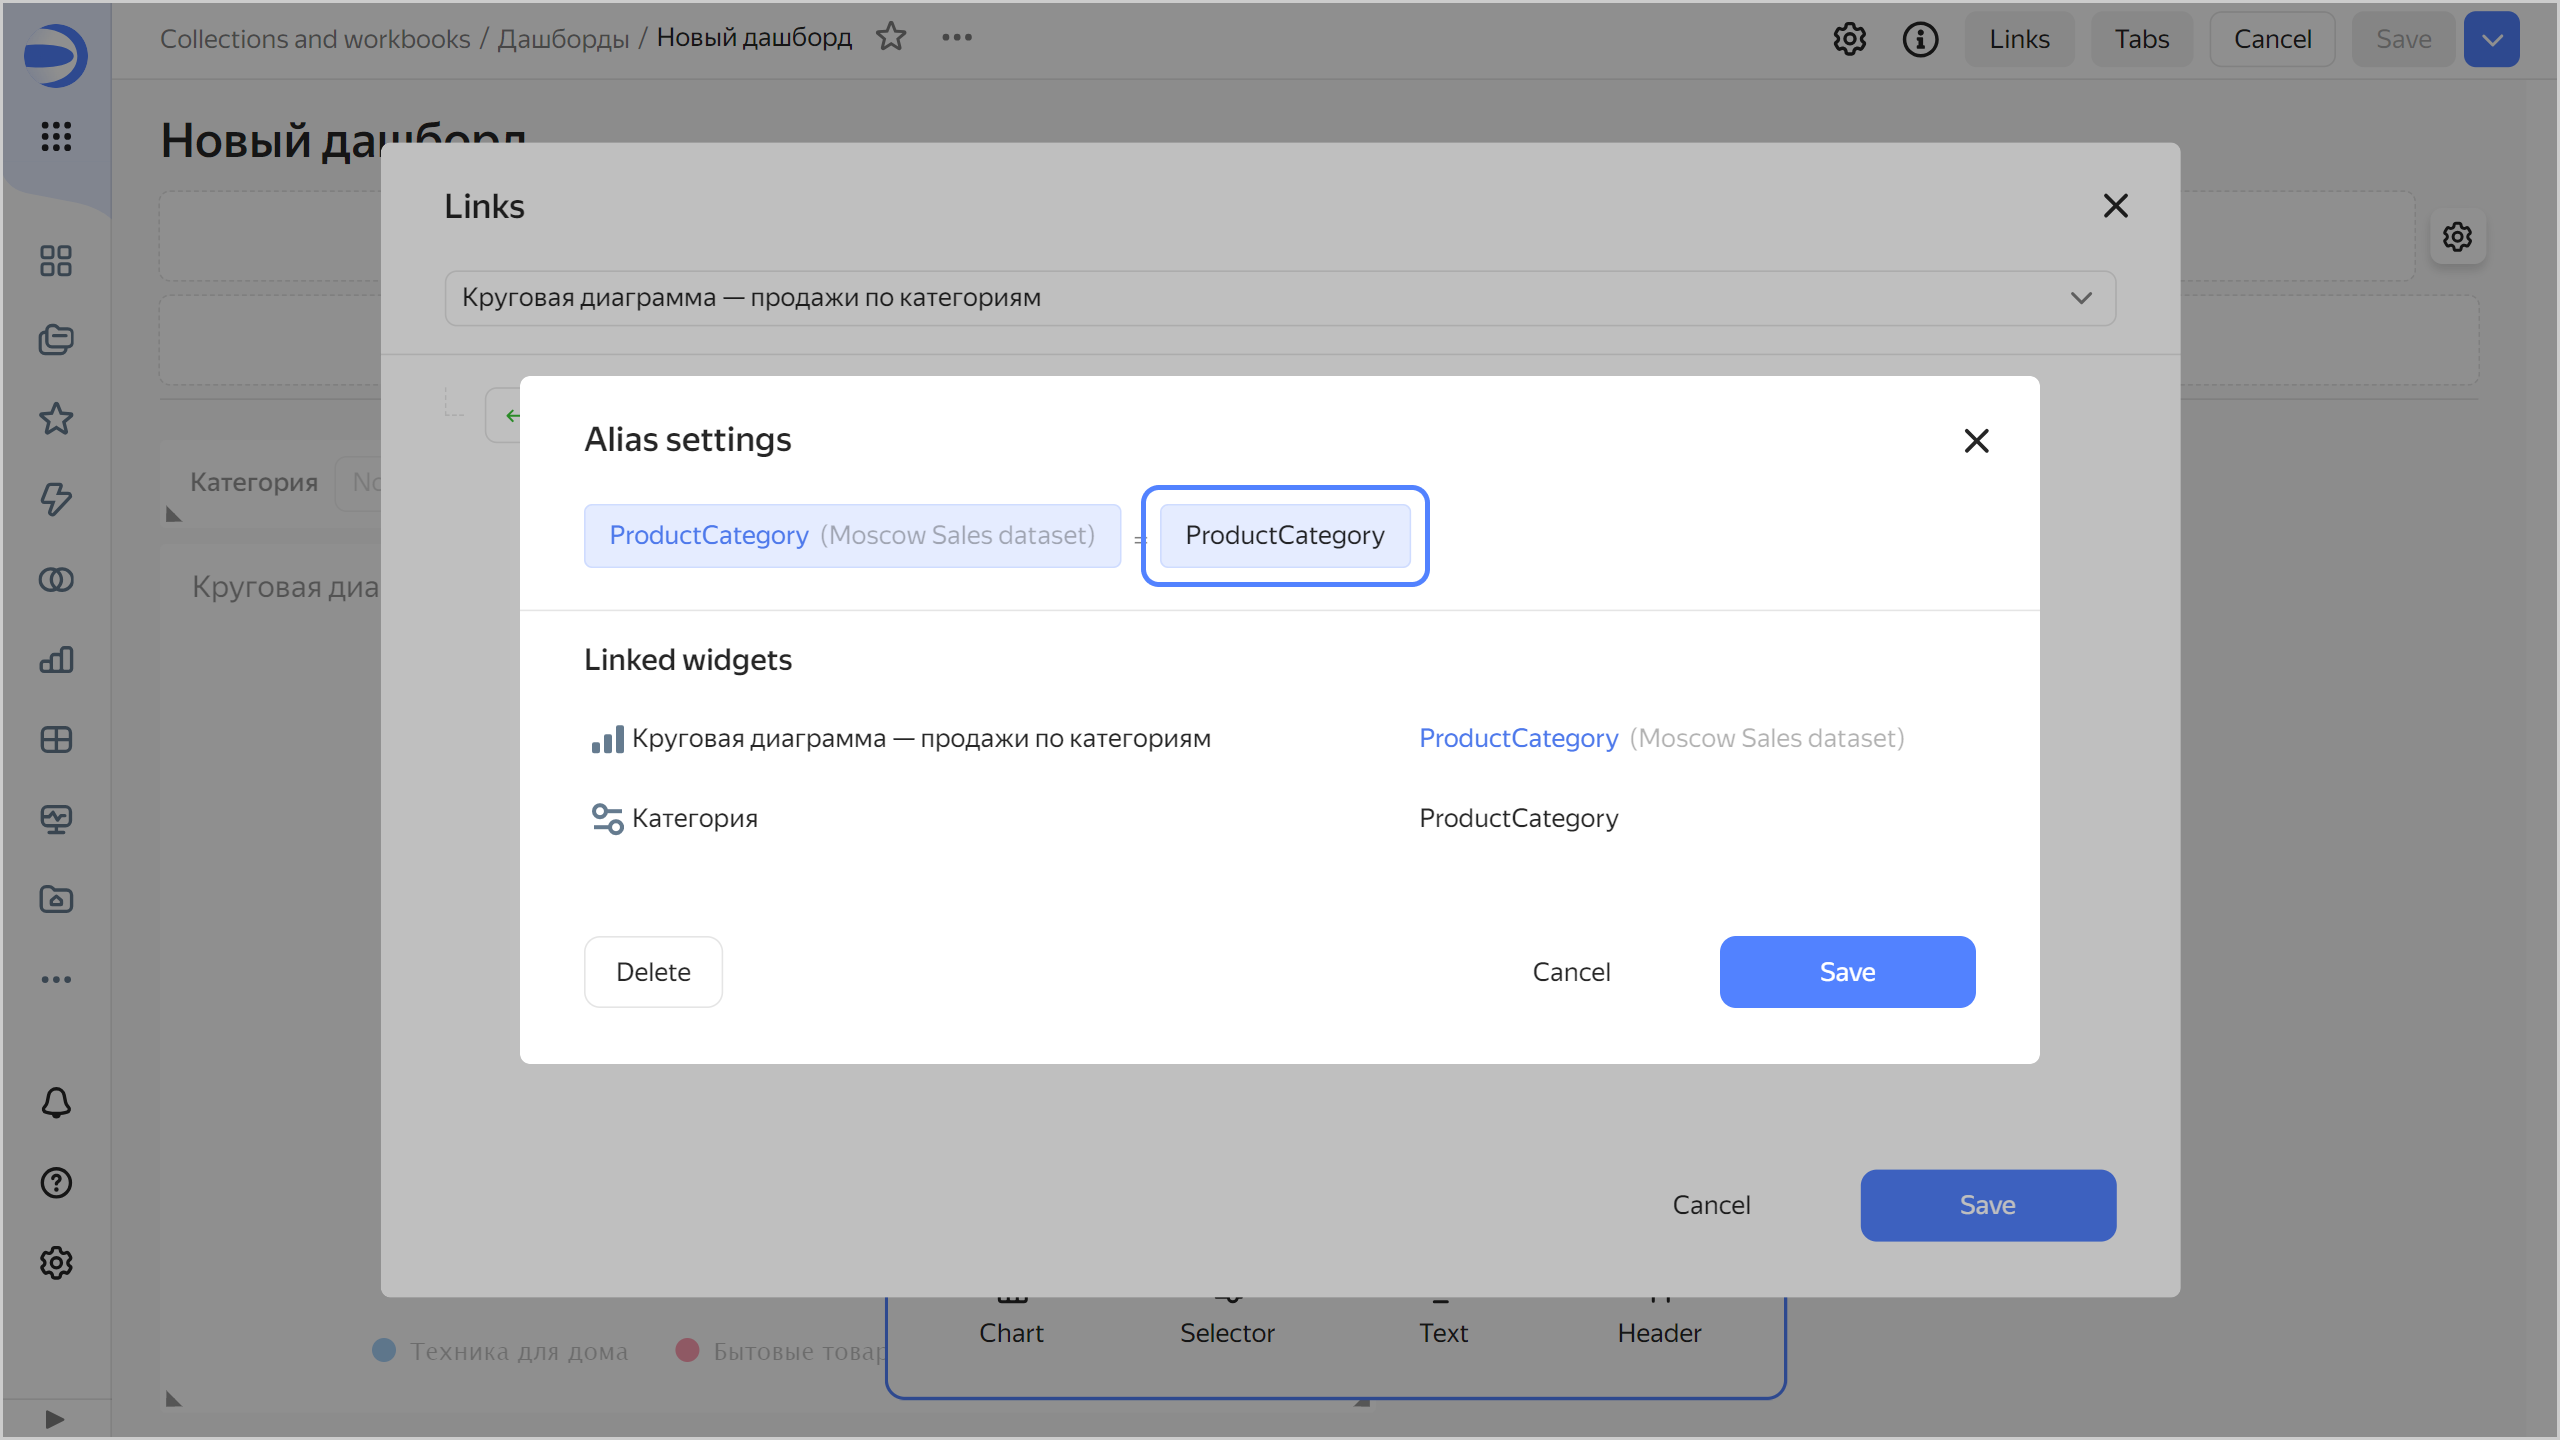 Collections and workbooks / Дашборды / Новый дашборд
Links
Tabs
Cancel
Save
Новый дашборд
Links
Круговая диаграмма — продажи по категориям
Категория
Круговая диа
Alias settings
ProductCategory (Moscow Sales dataset) = ProductCategory
Linked widgets
Круговая диаграмма — продажи по категориям ProductCategory (Moscow Sales dataset)
Категория ProductCategory
Delete
Cancel
Save
Cancel
Save
Chart
Selector
Text
Header
Техника для дома
Бытовые товар